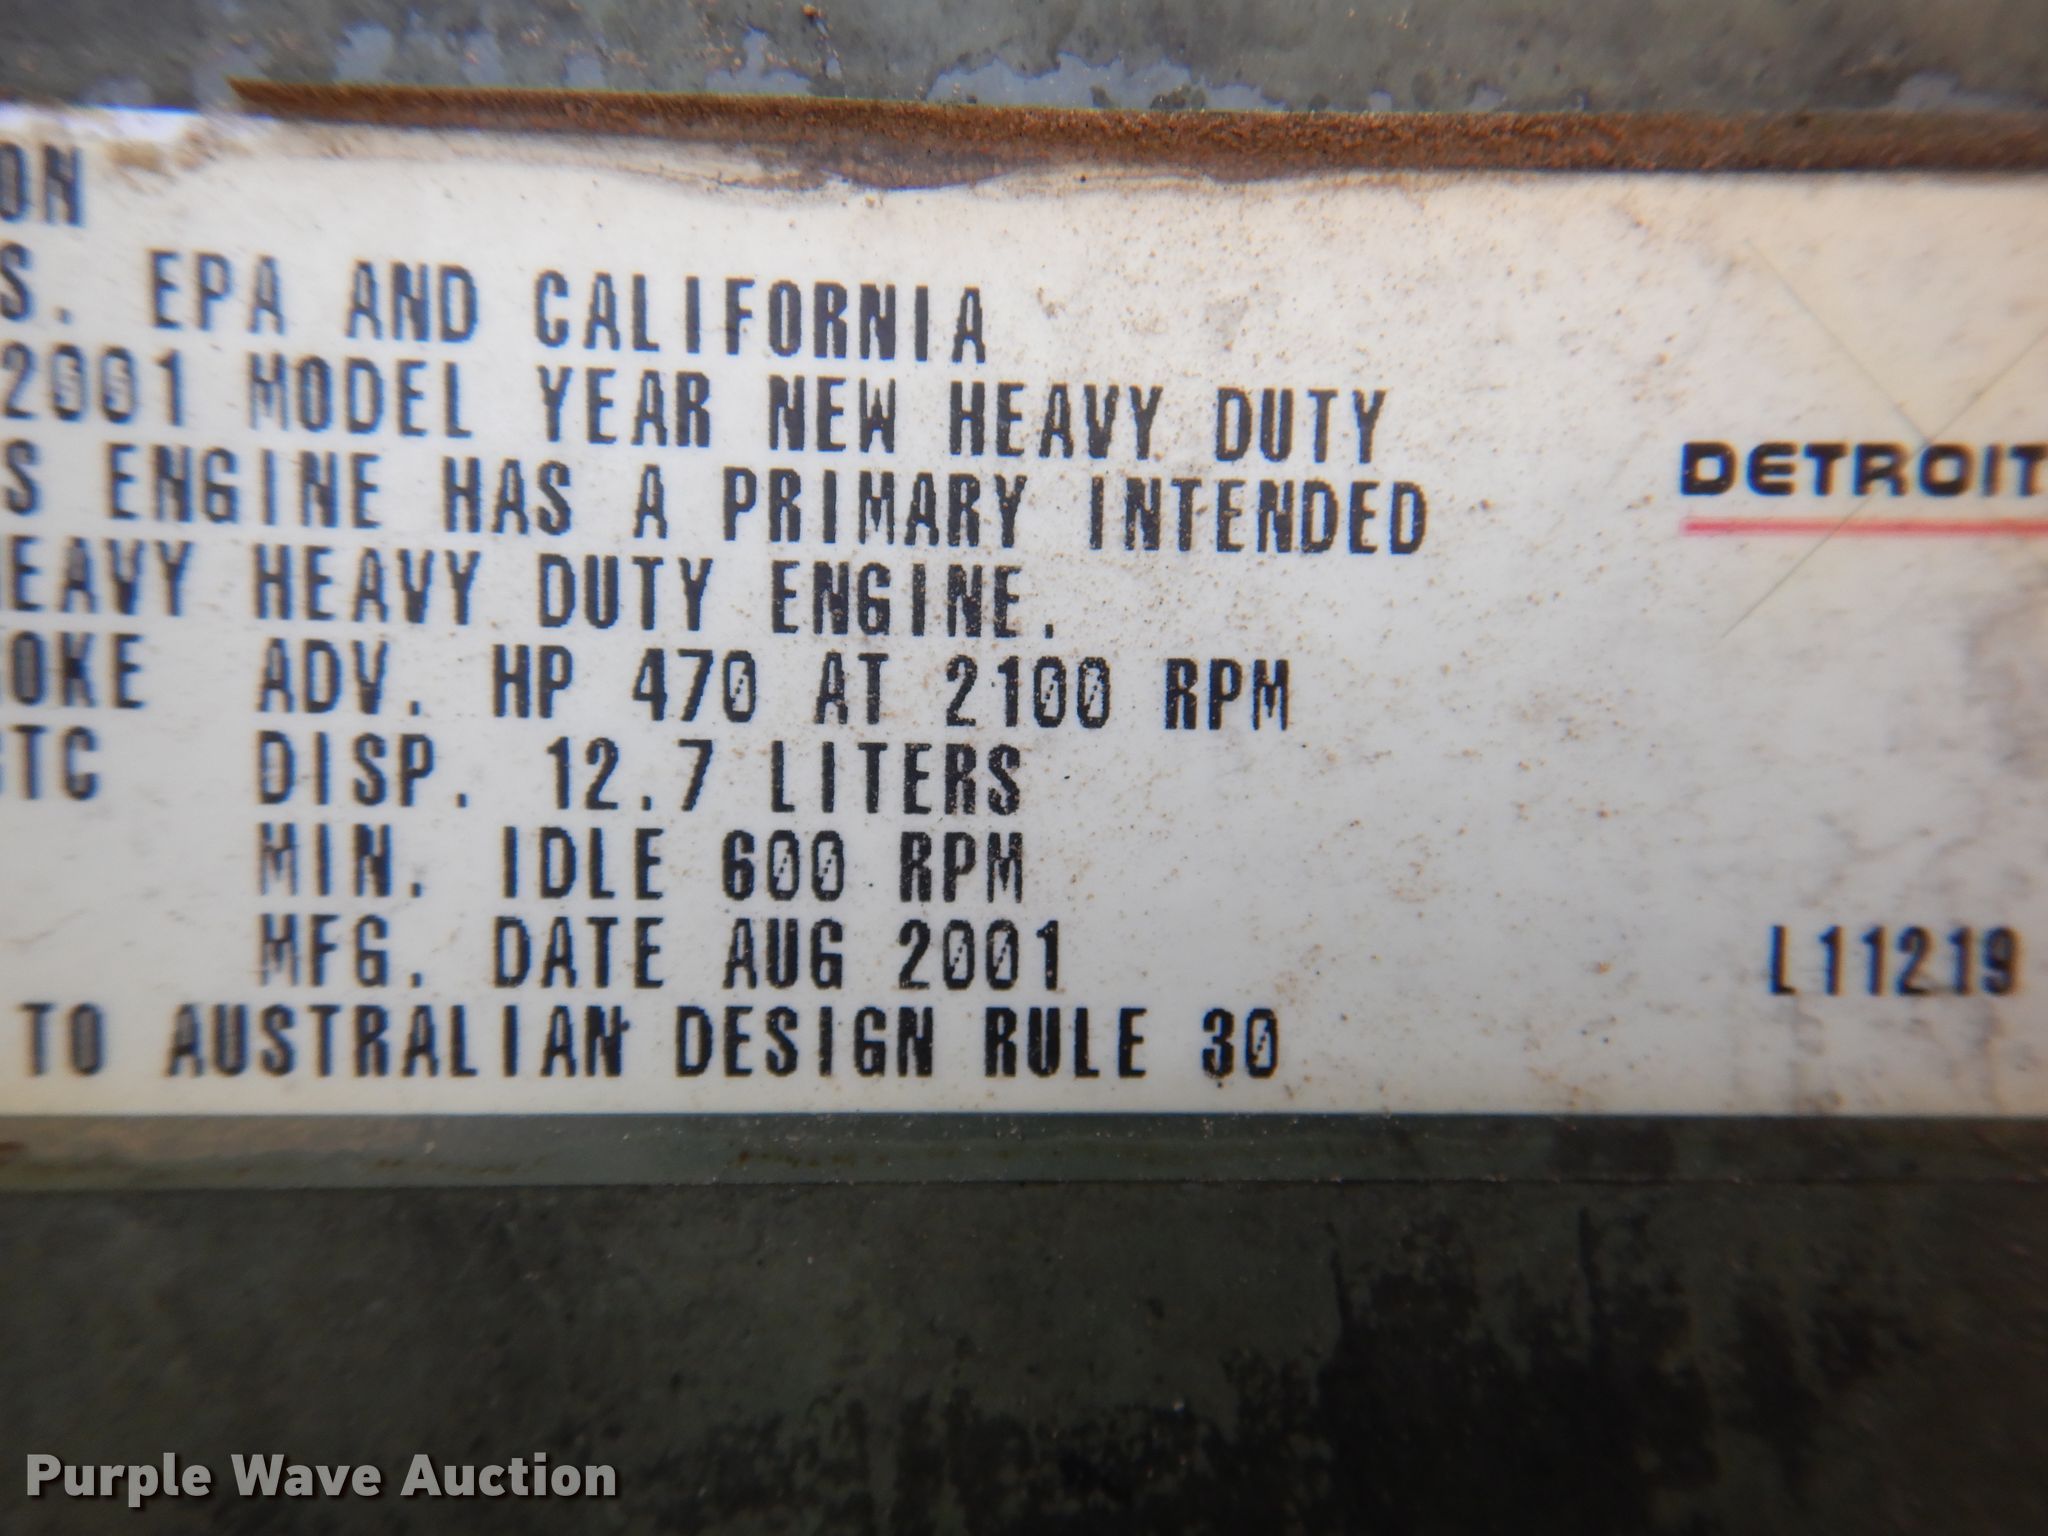 ON
S. EPA AND CALIFORNIA
2001 MODEL YEAR NEW HEAVY DUTY
S ENGINE HAS A PRIMARY INTENDED
HEAVY HEAVY DUTY ENGINE.
OKE ADV. HP 470 AT 2100 RPM
STC DISP. 12.7 LITERS
MIN. IDLE 600 RPM
MFG. DATE AUG 2001
TO AUSTRALIAN DESIGN RULE 30
DETROIT
L11219
Purple Wave Auction